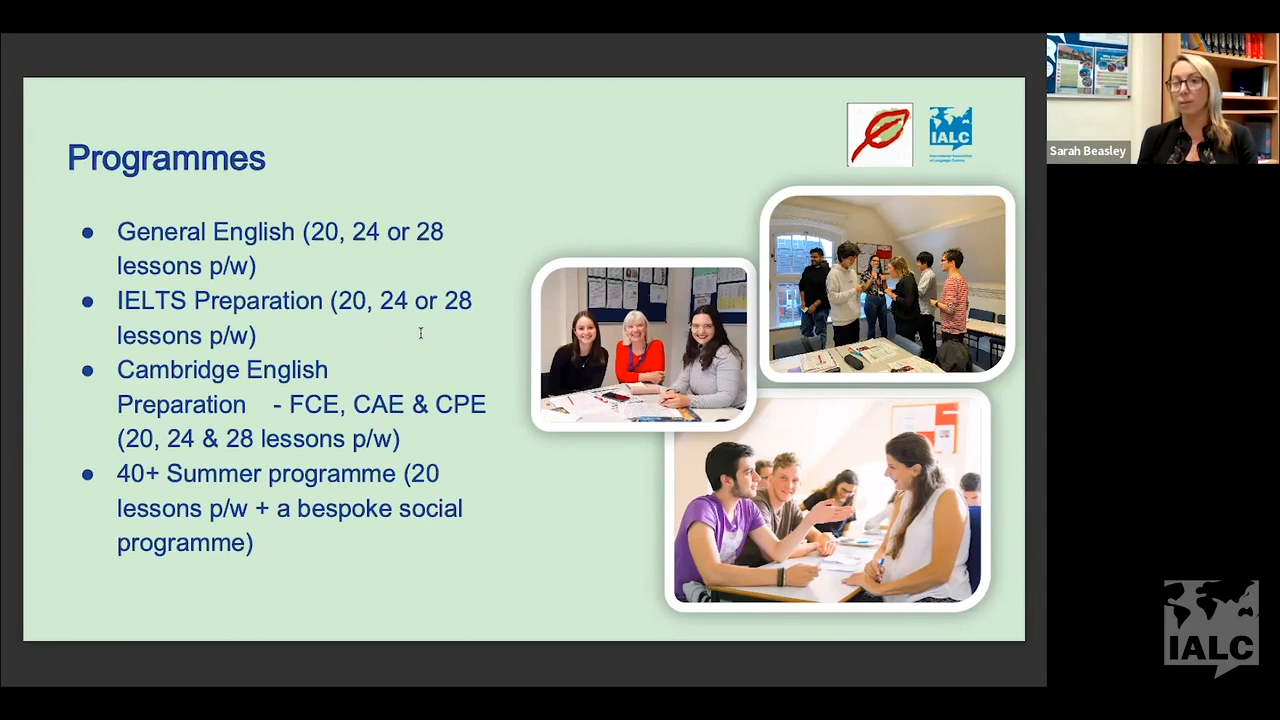 Programmes
● General English (20, 24 or 28
lessons p/w)
● IELTS Preparation (20, 24 or 28
lessons p/w)
● Cambridge English
Preparation - FCE, CAE & CPE
(20, 24 & 28 lessons p/w)
● 40+ Summer programme (20
lessons p/w + a bespoke social
programme)
IALC
International Association
of Language Centres
Sarah Beasley
IALC